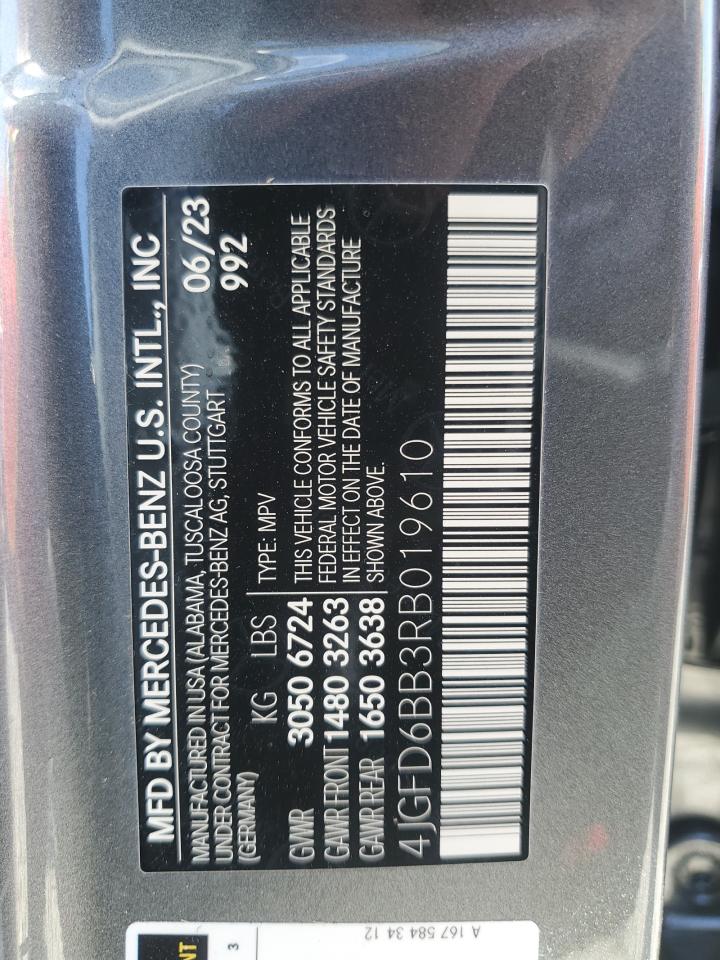 MFD BY MERCEDES-BENZ U.S. INTL., INC
MANUFACTURED IN USA (ALABAMA, TUSCALOOSA COUNTY) 06/23
UNDER CONTRACT FOR MERCEDES-BENZ AG, STUTTGART 992
(GERMANY) KG LBS TYPE: MPV
GVWR 3050 6724 THIS VEHICLE CONFORMS TO ALL APPLICABLE
GAWR FRONT 1480 3263 FEDERAL MOTOR VEHICLE SAFETY STANDARDS
IN EFFECT ON THE DATE OF MANUFACTURE
GAWR REAR 1650 3638 SHOWN ABOVE.
4JGFD6BB3RB019610
A 167 584 34 12
3